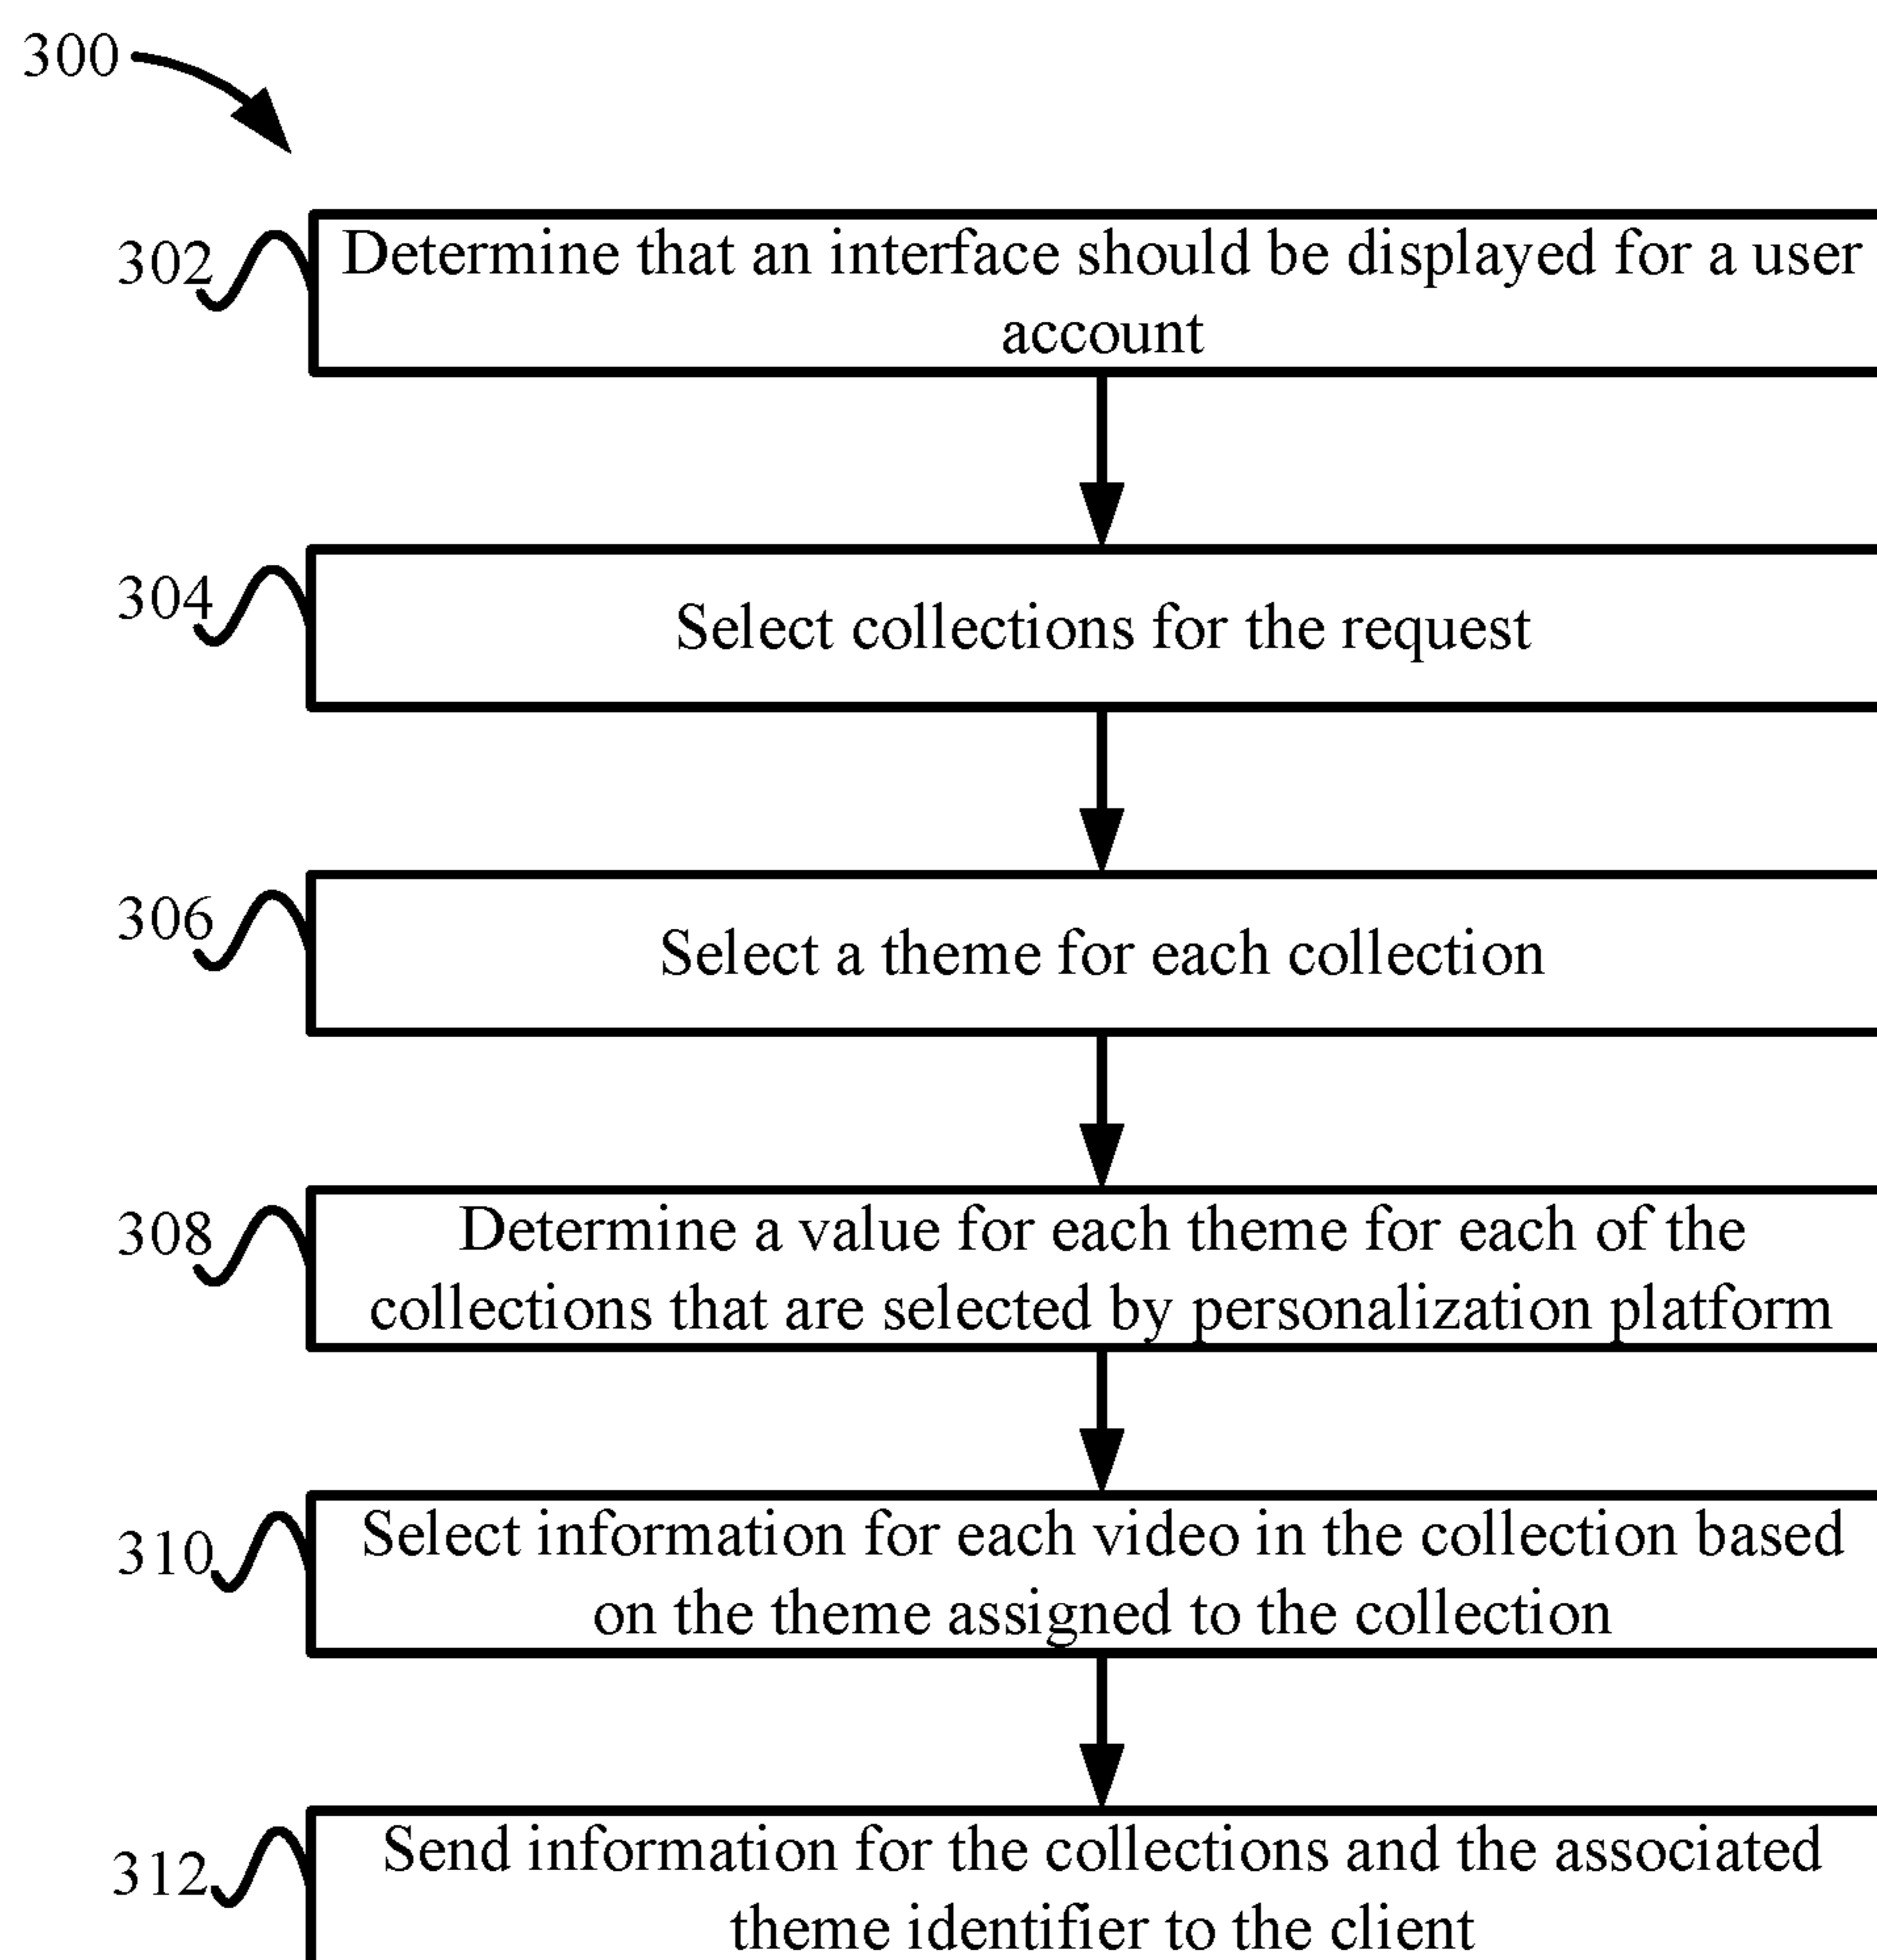 300
302
Determine that an interface should be displayed for a user
account
304
Select collections for the request
306
Select a theme for each collection
308
Determine a value for each theme for each of the
collections that are selected by personalization platform
310
Select information for each video in the collection based
on the theme assigned to the collection
312
Send information for the collections and the associated
theme identifier to the client